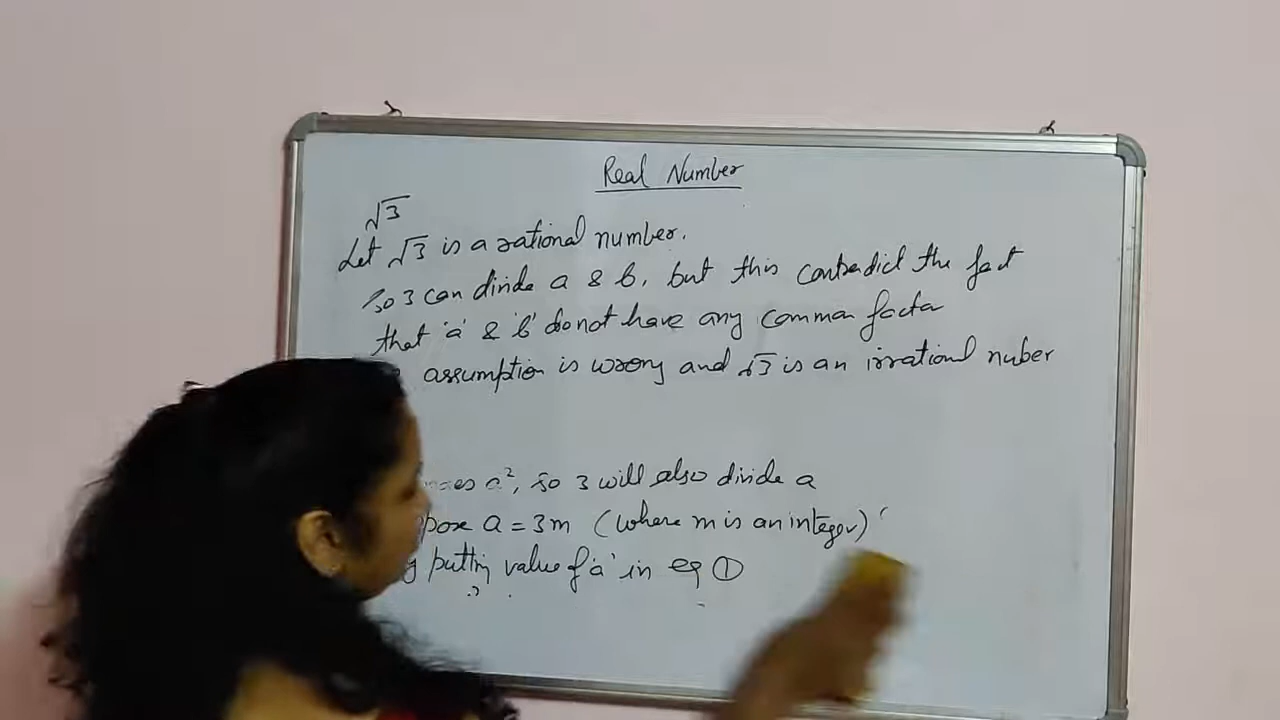 Real Number
√3
Let √3 is a rational number.
So 3 can divide a & b, but this contradict the fact
that 'a' & 'b' do not have any common factor
assumption is wrong and √3 is an irrational nuber
a², so 3 will also divide a
a = 3m (where m is an integer)
putting value of 'a' in eq ①